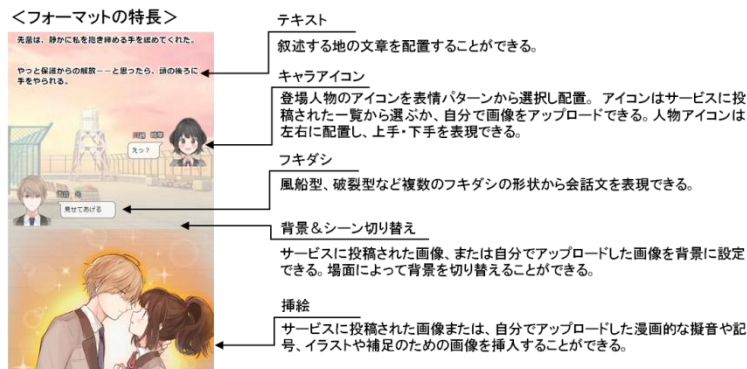 ＜フォーマットの特長＞
先輩は、静かに私を抱き締める手を緩めてくれた。
やっと保護からの解放ーーと思ったら、頭の後ろに
手をやられる。
えっ？
見せてあげる
テキスト
叙述する地の文章を配置することができる。
キャラアイコン
登場人物のアイコンを表情パターンから選択し配置。 アイコンはサービスに投
稿された一覧から選ぶか、自分で画像をアップロードできる。人物アイコンは
左右に配置し、上手・下手を表現できる。
フキダシ
風船型、破裂型など複数のフキダシの形状から会話文を表現できる。
背景＆シーン切り替え
サービスに投稿された画像、または自分でアップロードした画像を背景に設定
できる。場面によって背景を切り替えることができる。
挿絵
サービスに投稿された画像または、自分でアップロードした漫画的な擬音や記
号、イラストや補足のための画像を挿入することができる。